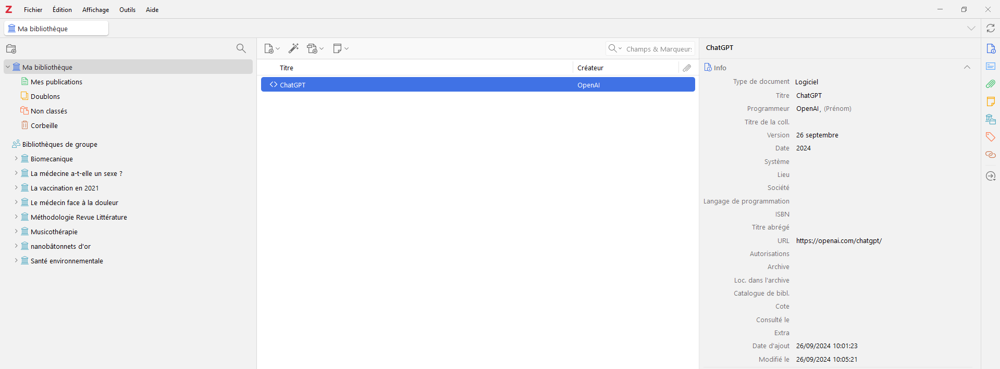 Z Fichier Édition Affichage Outils Aide
Ma bibliothèque
Ma bibliothèque
Mes publications
Doublons
Non classés
Corbeille
Bibliothèques de groupe
Biomecanique
La médecine a-t-elle un sexe ?
La vaccination en 2021
Le médecin face à la douleur
Méthodologie Revue Littérature
Musicothérapie
nanobâtonnets d'or
Santé environnementale
Champs & Marqueur:
Titre Créateur
ChatGPT OpenAI
ChatGPT
Info
Type de document Logiciel
Titre ChatGPT
Programmeur OpenAI, (Prénom)
Titre de la coll.
Version 26 septembre
Date 2024
Système
Lieu
Société
Langage de programmation
ISBN
Titre abrégé
URL https://openai.com/chatgpt/
Autorisations
Archive
Loc. dans l'archive
Catalogue de bibl.
Cote
Consulté le
Extra
Date d'ajout 26/09/2024 10:01:23
Modifié le 26/09/2024 10:05:21